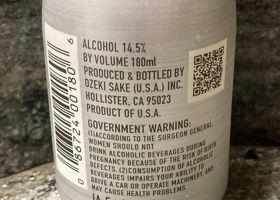 ALCOHOL 14,5%
BY VOLUME 180ml
PRODUCED & BOTTLED BY
OZEKI SAKE (U.S.A.) INC.
HOLLISTER, CA 95023
PRODUCT OF U.S.A.
GOVERNMENT WARNING:
(1)ACCORDING TO THE SURGEON GENERAL,
WOMEN SHOULD NOT
DRINK ALCOHOLIC BEVERAGES DURING
PREGNANCY BECAUSE OF THE RISK OF BIRTH
DEFECTS. (2)CONSUMPTION OF ALCOHOLIC
BEVERAGES IMPAIRS YOUR ABILITY TO
DRIVE A CAR OR OPERATE MACHINERY, AND
MAY CAUSE HEALTH PROBLEMS.
0 86724 00180 6